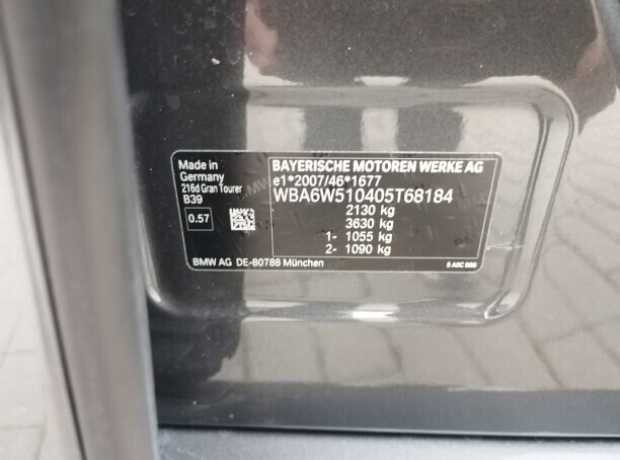 Made in
Germany
216d Gran Tourer
B39
0.57
BAYERISCHE MOTOREN WERKE AG
e1*2007/46*1677
WBA6W510405T68184
2130 kg
3630 kg
1- 1055 kg
2- 1090 kg
BMW AG DE-80788 München